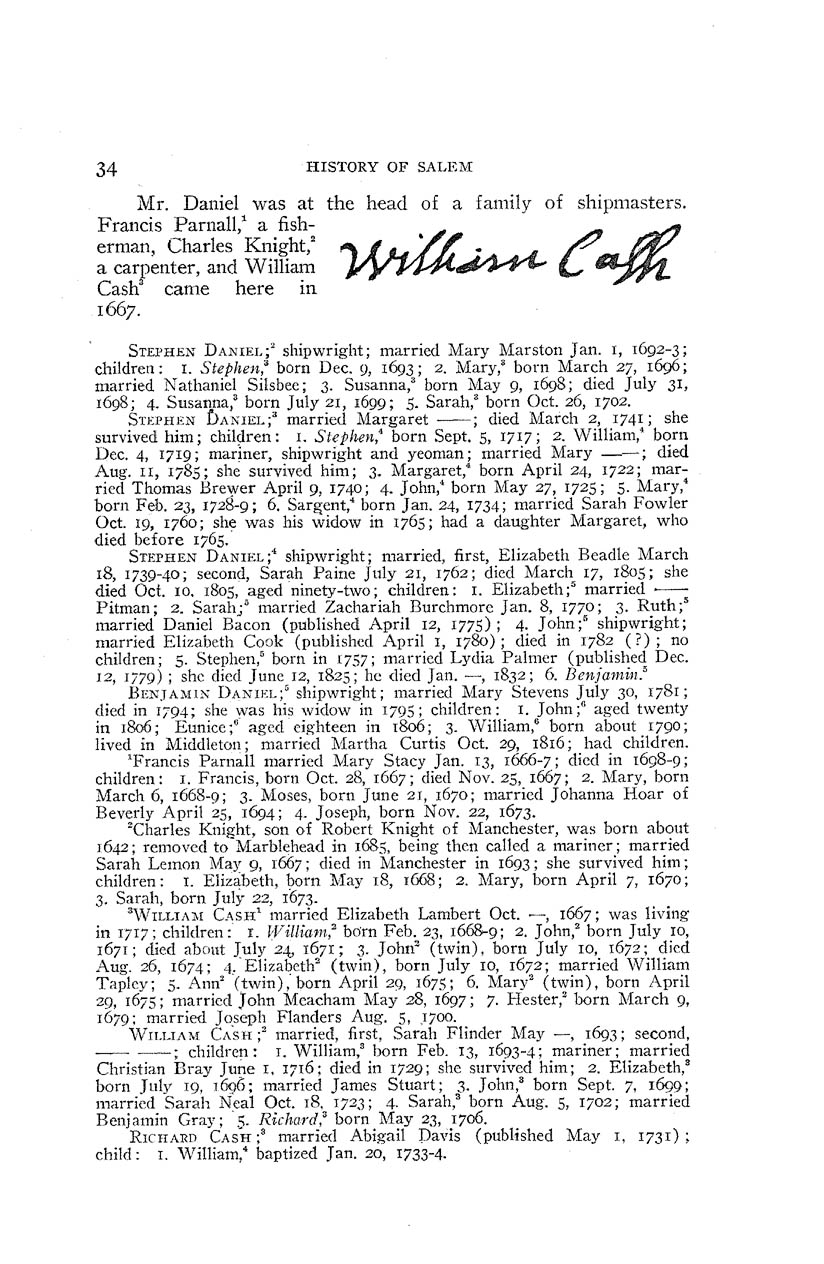 34 HISTORY OF SALEM
Mr. Daniel was at the head of a family of shipmasters.
Francis Parnall,¹ a fish-
erman, Charles Knight,²
a carpenter, and William
Cash³ came here in
1667.
William Cash
STEPHEN DANIEL;² shipwright; married Mary Marston Jan. 1, 1692-3;
children: 1. Stephen,³ born Dec. 9, 1693; 2. Mary,³ born March 27, 1696;
married Nathaniel Silsbee; 3. Susanna,³ born May 9, 1698; died July 31,
1698; 4. Susanna,³ born July 21, 1699; 5. Sarah,³ born Oct. 26, 1702.
STEPHEN DANIEL;³ married Margaret ——; died March 2, 1741; she
survived him; children: 1. Stephen,⁴ born Sept. 5, 1717; 2. William,⁴ born
Dec. 4, 1719; mariner, shipwright and yeoman; married Mary ——; died
Aug. 11, 1785; she survived him; 3. Margaret,⁴ born April 24, 1722; mar-
ried Thomas Brewer April 9, 1740; 4. John,⁴ born May 27, 1725; 5. Mary,⁴
born Feb. 23, 1728-9; 6. Sargent,⁴ born Jan. 24, 1734; married Sarah Fowler
Oct. 19, 1760; she was his widow in 1765; had a daughter Margaret, who
died before 1765.
STEPHEN DANIEL;⁴ shipwright; married, first, Elizabeth Beadle March
18, 1739-40; second, Sarah Paine July 21, 1762; died March 17, 1805; she
died Oct. 10, 1805, aged ninety-two; children: 1. Elizabeth;⁵ married ——
Pitman; 2. Sarah;⁵ married Zachariah Burchmore Jan. 8, 1770; 3. Ruth;⁵
married Daniel Bacon (published April 12, 1775); 4. John;⁵ shipwright;
married Elizabeth Cook (published April 1, 1780); died in 1782 (?); no
children; 5. Stephen,⁵ born in 1757; married Lydia Palmer (published Dec.
12, 1779); she died June 12, 1825; he died Jan. —, 1832; 6. Benjamin.⁵
BENJAMIN DANIEL;⁵ shipwright; married Mary Stevens July 30, 1781;
died in 1794; she was his widow in 1795; children: 1. John;⁶ aged twenty
in 1806; Eunice;⁶ aged eighteen in 1806; 3. William,⁶ born about 1790;
lived in Middleton; married Martha Curtis Oct. 29, 1816; had children.
¹Francis Parnall married Mary Stacy Jan. 13, 1666-7; died in 1698-9;
children: 1. Francis, born Oct. 28, 1667; died Nov. 25, 1667; 2. Mary, born
March 6, 1668-9; 3. Moses, born June 21, 1670; married Johanna Hoar of
Beverly April 25, 1694; 4. Joseph, born Nov. 22, 1673.
²Charles Knight, son of Robert Knight of Manchester, was born about
1642; removed to Marblehead in 1685, being then called a mariner; married
Sarah Lemon May 9, 1667; died in Manchester in 1693; she survived him;
children: 1. Elizabeth, born May 18, 1668; 2. Mary, born April 7, 1670;
3. Sarah, born July 22, 1673.
³WILLIAM CASH¹ married Elizabeth Lambert Oct. —, 1667; was living
in 1717; children: 1. William,² born Feb. 23, 1668-9; 2. John,² born July 10,
1671; died about July 24, 1671; 3. John² (twin), born July 10, 1672; died
Aug. 26, 1674; 4. Elizabeth² (twin), born July 10, 1672; married William
Tapley; 5. Ann² (twin), born April 29, 1675; 6. Mary² (twin), born April
29, 1675; married John Meacham May 28, 1697; 7. Hester,² born March 9,
1679; married Joseph Flanders Aug. 5, 1700.
WILLIAM CASH;² married, first, Sarah Flinder May —, 1693; second,
—— ——; children: 1. William,³ born Feb. 13, 1693-4; mariner; married
Christian Bray June 1, 1716; died in 1729; she survived him; 2. Elizabeth,³
born July 19, 1696; married James Stuart; 3. John,³ born Sept. 7, 1699;
married Sarah Neal Oct. 18, 1723; 4. Sarah,³ born Aug. 5, 1702; married
Benjamin Gray; 5. Richard,³ born May 23, 1706.
RICHARD CASH;³ married Abigail Davis (published May 1, 1731);
child: 1. William,⁴ baptized Jan. 20, 1733-4.